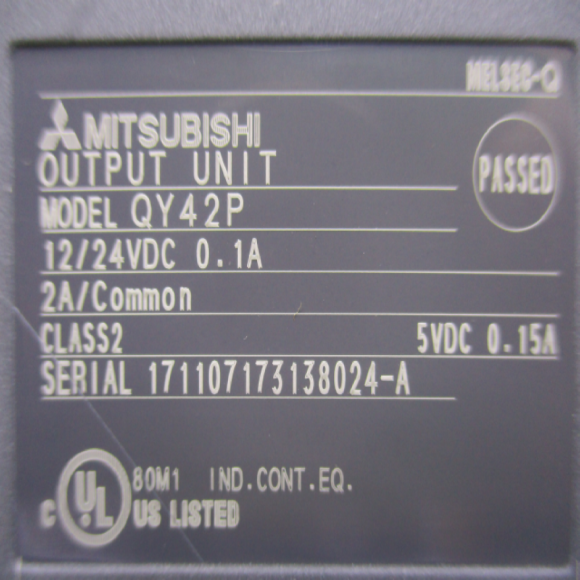 MELSEC-Q
MITSUBISHI
OUTPUT UNIT
PASSED
MODEL QY42P
12/24VDC 0.1A
2A/Common
CLASS2 5VDC 0.15A
SERIAL 171107173138024-A
80M1 IND.CONT.EQ.
C UL US LISTED